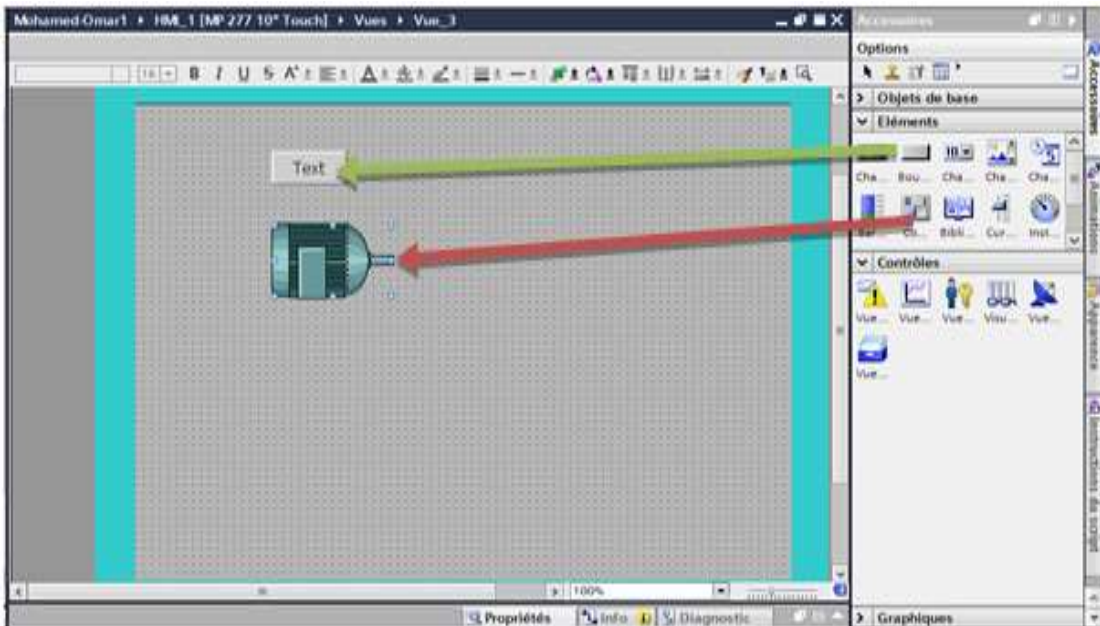 Mohamed-Omar1 ▸ HMI_1 [MP 277 10" Touch] ▸ Vues ▸ Vue_3
Accessoires
Options
Objets de base
Eléments
Cha... Bou... Cha... Cha... Cha...
Bar... Bibli... Cur... Inst...
Contrôles
Vue... Vue... Vue... Visu... Vue...
Vue...
Graphiques
Text
100%
Propriétés Info Diagnostic
Accessoires
Animations
Apparence
Instructions de script